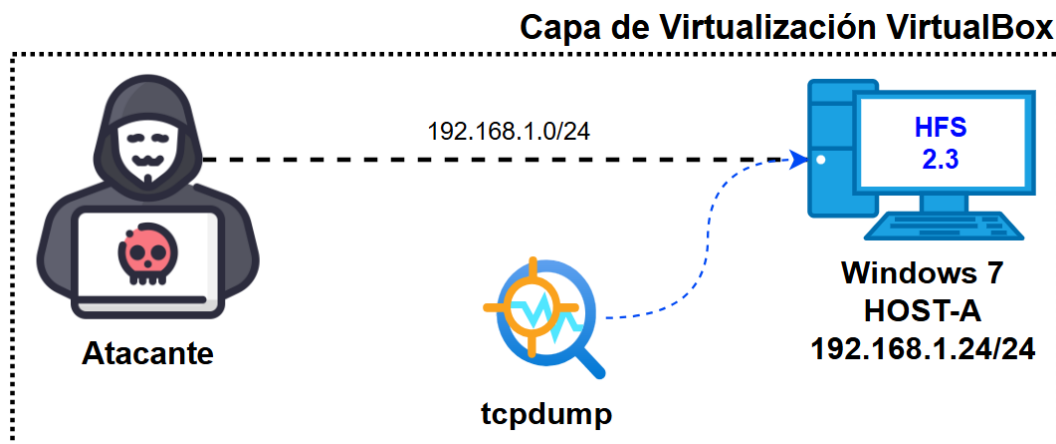 Capa de Virtualización VirtualBox
192.168.1.0/24
HFS
2.3
Atacante
tcpdump
Windows 7
HOST-A
192.168.1.24/24